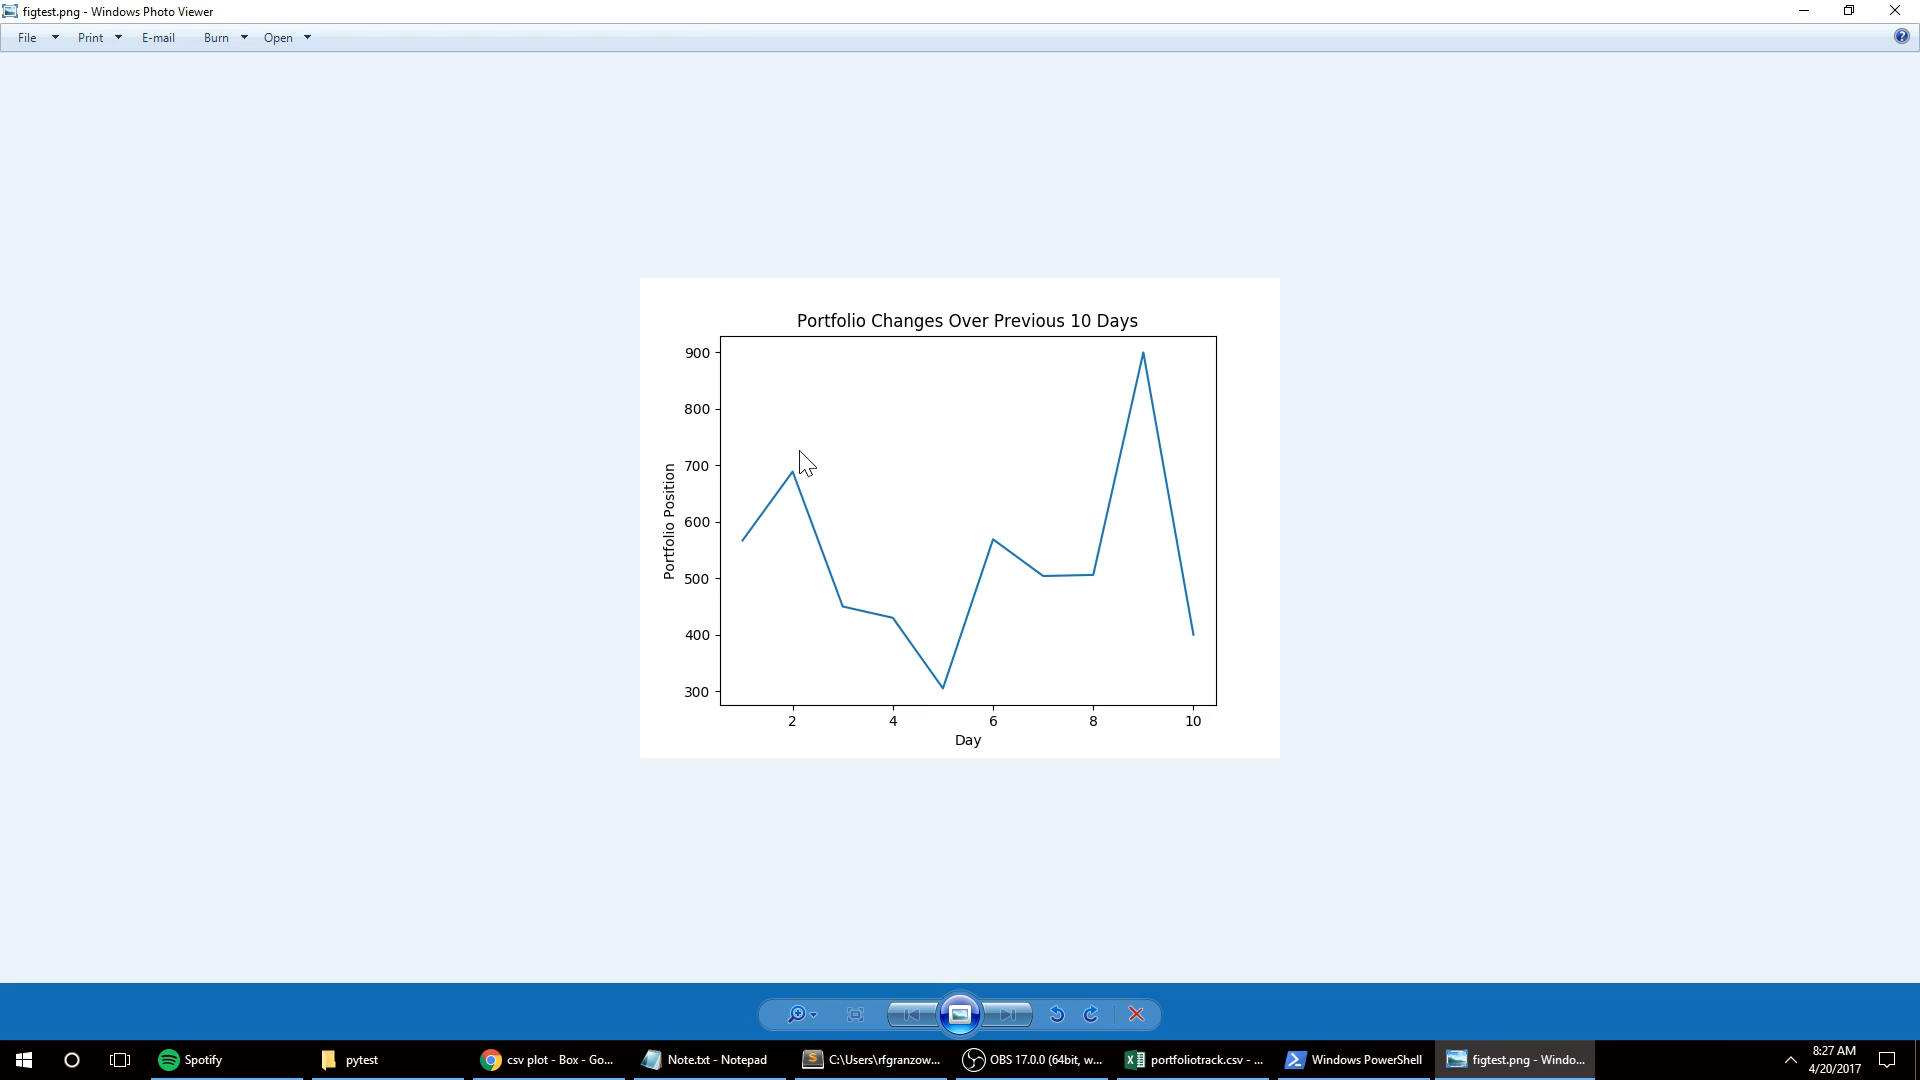 figtest.png - Windows Photo Viewer
File Print E-mail Burn Open
Portfolio Changes Over Previous 10 Days
900
800
700
600
500
400
300
Portfolio Position
2 4 6 8 10
Day
Spotify pytest csv plot - Box - Go... Note.txt - Notepad C:\Users\rfgranzow... OBS 17.0.0 (64bit, w... portfoliotrack.csv - ... Windows PowerShell figtest.png - Windo...
8:27 AM
4/20/2017